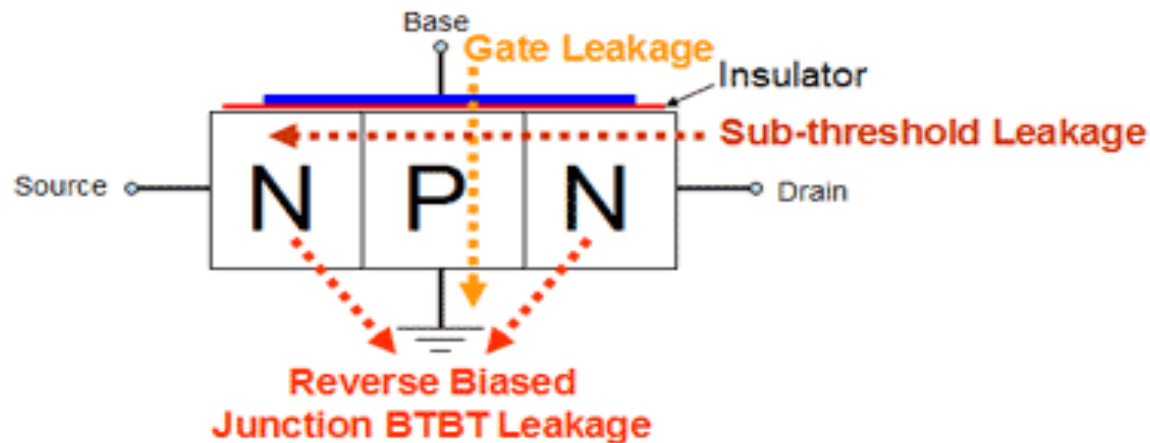 Base
Gate Leakage
Insulator
Sub-threshold Leakage
Source
N P N
Drain
Reverse Biased
Junction BTBT Leakage